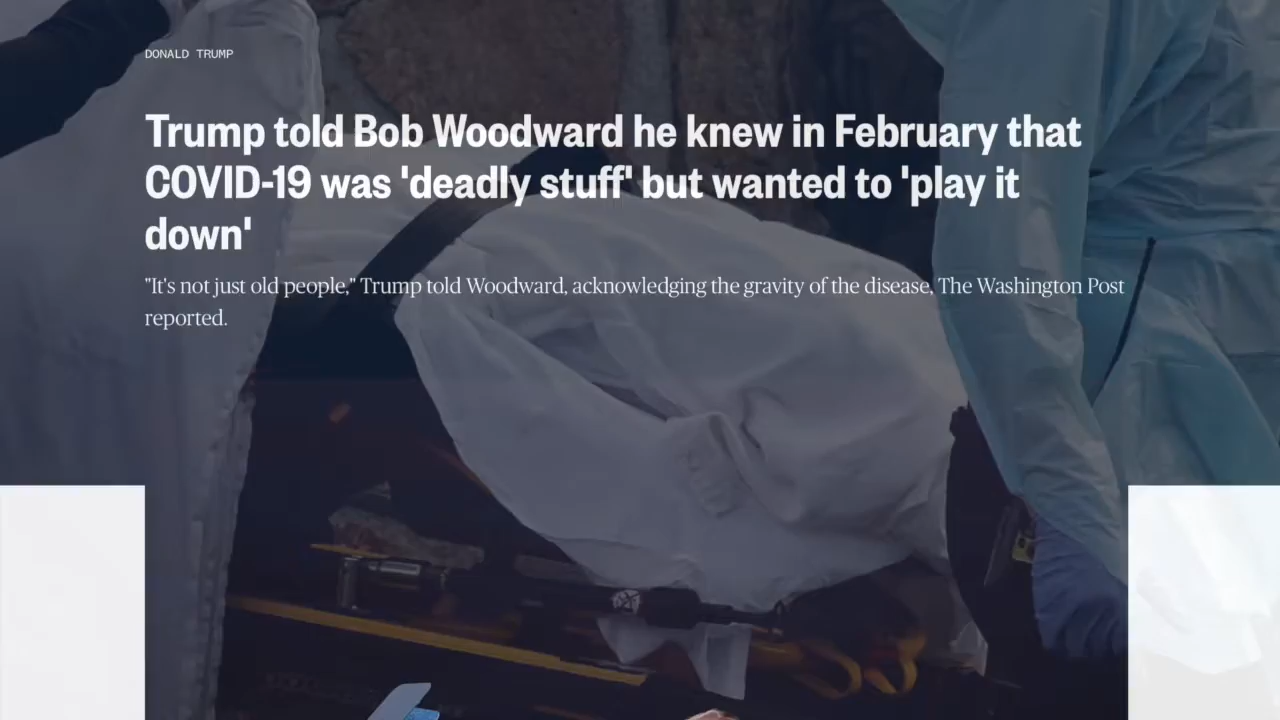 DONALD TRUMP
Trump told Bob Woodward he knew in February that
COVID-19 was 'deadly stuff' but wanted to 'play it
down'
"It's not just old people," Trump told Woodward, acknowledging the gravity of the disease, The Washington Post
reported.